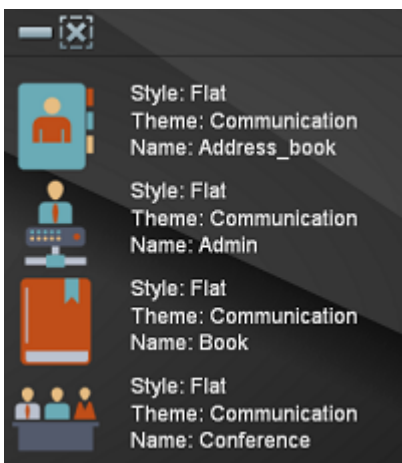 Style: Flat
Theme: Communication
Name: Address_book
Style: Flat
Theme: Communication
Name: Admin
Style: Flat
Theme: Communication
Name: Book
Style: Flat
Theme: Communication
Name: Conference